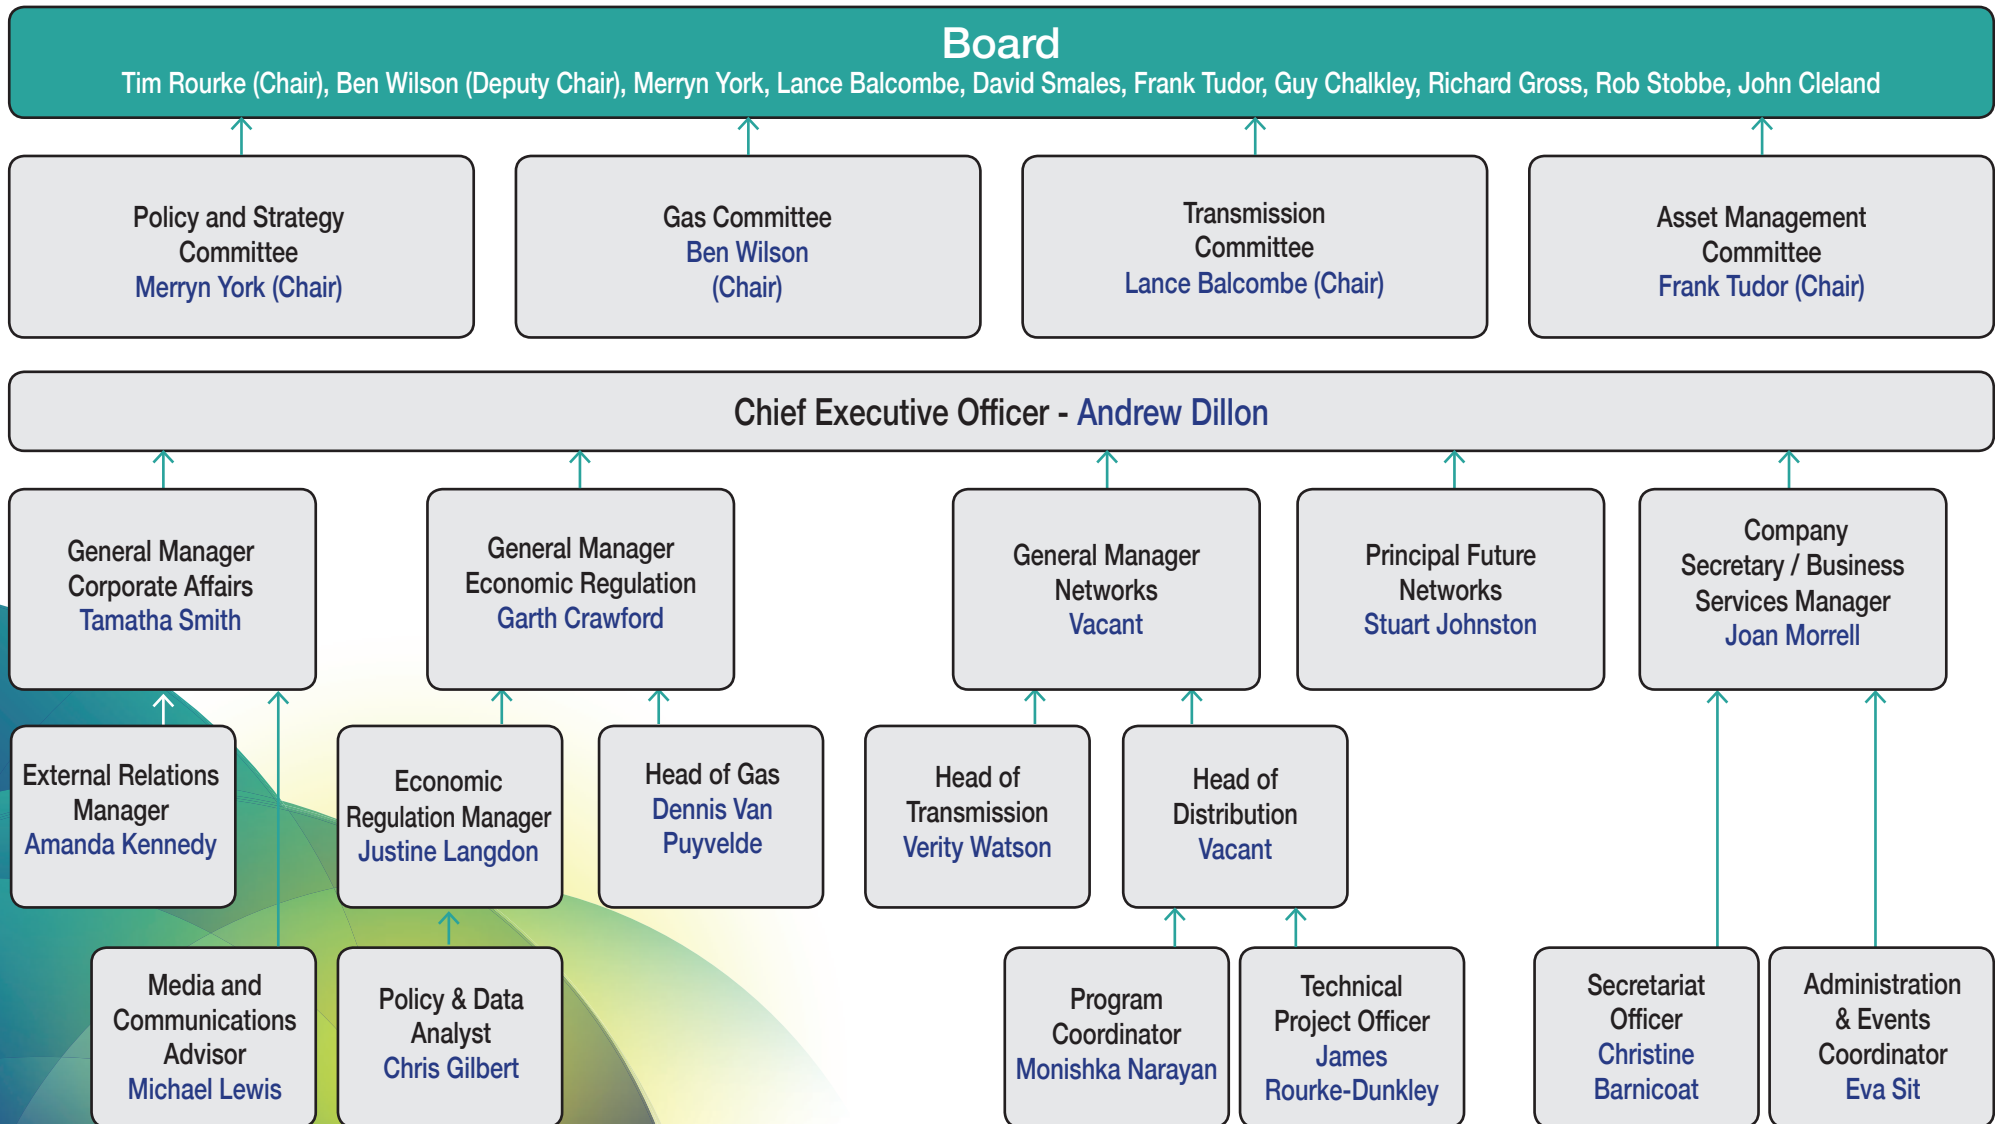 Board
Tim Rourke (Chair), Ben Wilson (Deputy Chair), Merryn York, Lance Balcombe, David Smales, Frank Tudor, Guy Chalkley, Richard Gross, Rob Stobbe, John Cleland
Policy and Strategy
Committee
Merryn York (Chair)
Gas Committee
Ben Wilson
(Chair)
Transmission
Committee
Lance Balcombe (Chair)
Asset Management
Committee
Frank Tudor (Chair)
Chief Executive Officer - Andrew Dillon
General Manager
Corporate Affairs
Tamatha Smith
General Manager
Economic Regulation
Garth Crawford
General Manager
Networks
Vacant
Principal Future
Networks
Stuart Johnston
Company
Secretary / Business
Services Manager
Joan Morrell
External Relations
Manager
Amanda Kennedy
Economic
Regulation Manager
Justine Langdon
Head of Gas
Dennis Van
Puyvelde
Head of
Transmission
Verity Watson
Head of
Distribution
Vacant
Media and
Communications
Advisor
Michael Lewis
Policy & Data
Analyst
Chris Gilbert
Program
Coordinator
Monishka Narayan
Technical
Project Officer
James
Rourke-Dunkley
Secretariat
Officer
Christine
Barnicoat
Administration
& Events
Coordinator
Eva Sit